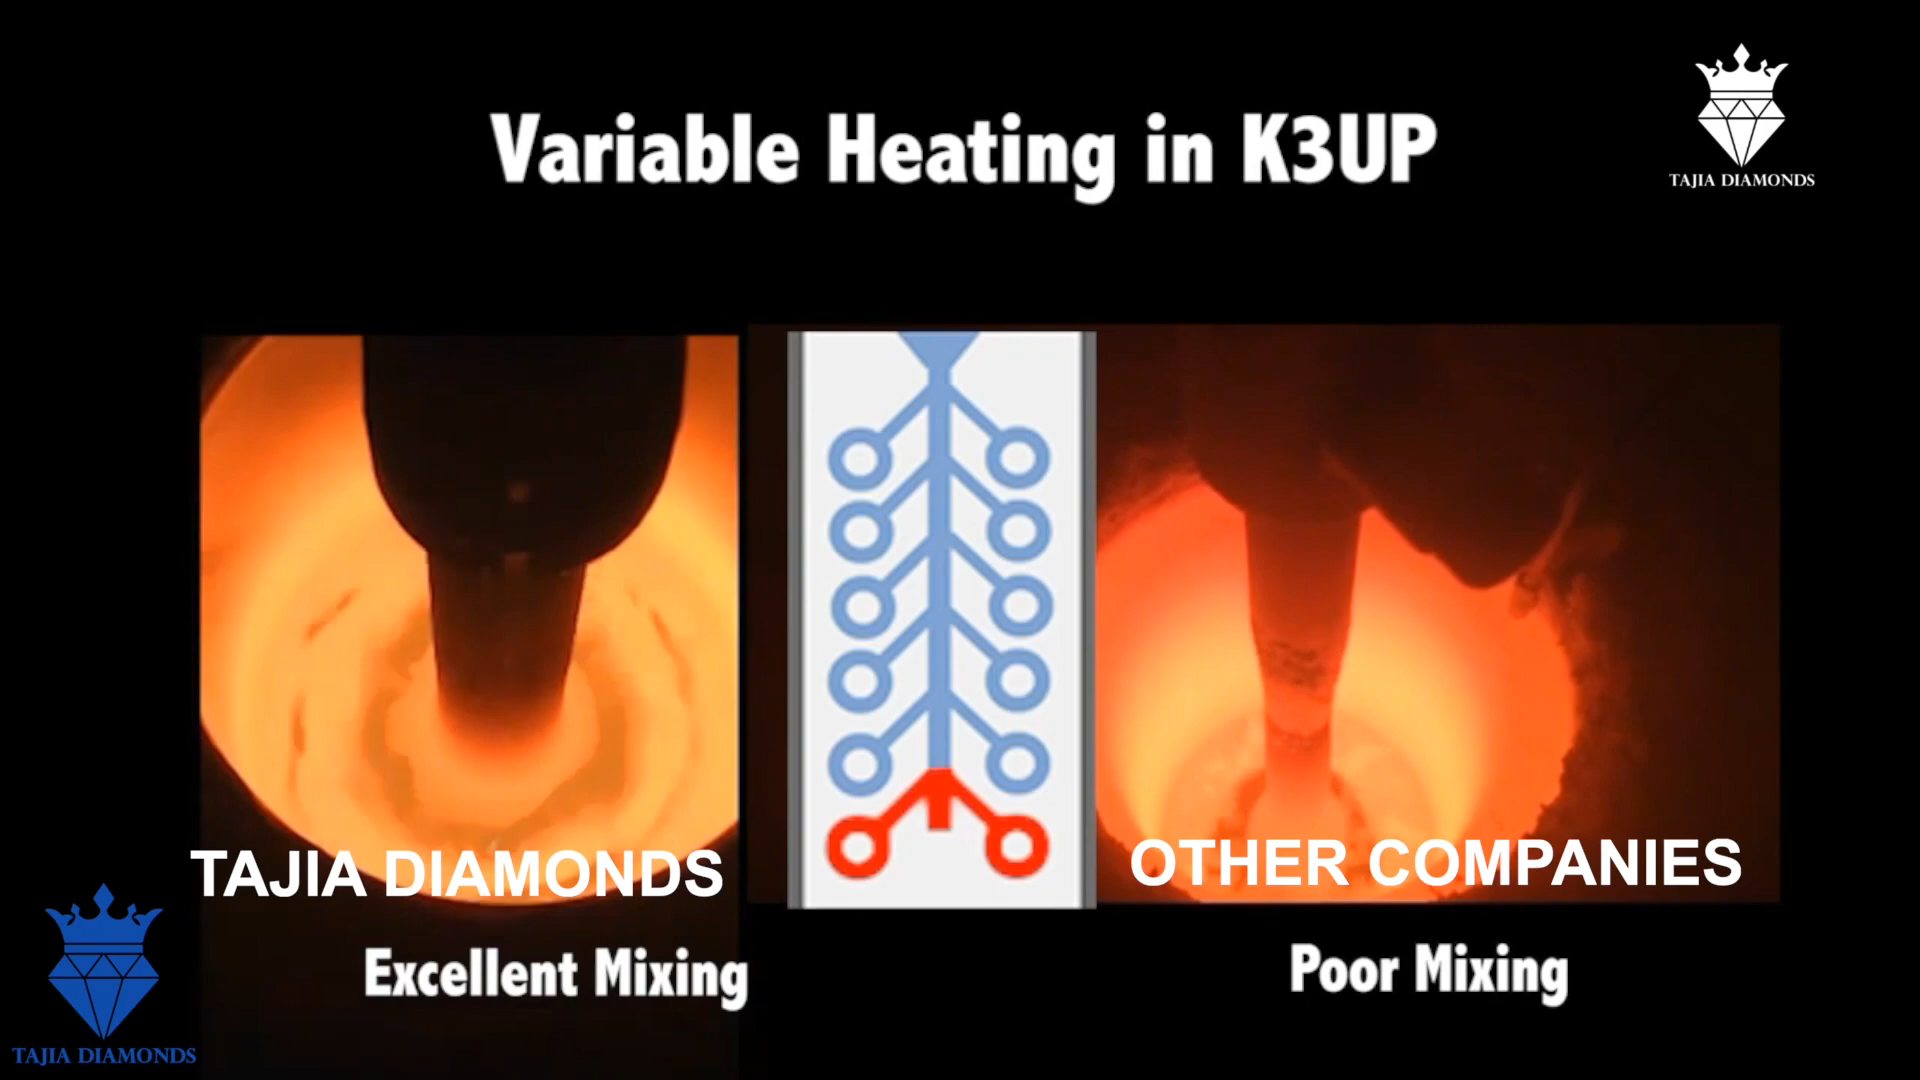 Variable Heating in K3UP
TAJIA DIAMONDS
TAJIA DIAMONDS
OTHER COMPANIES
Excellent Mixing
Poor Mixing
TAJIA DIAMONDS